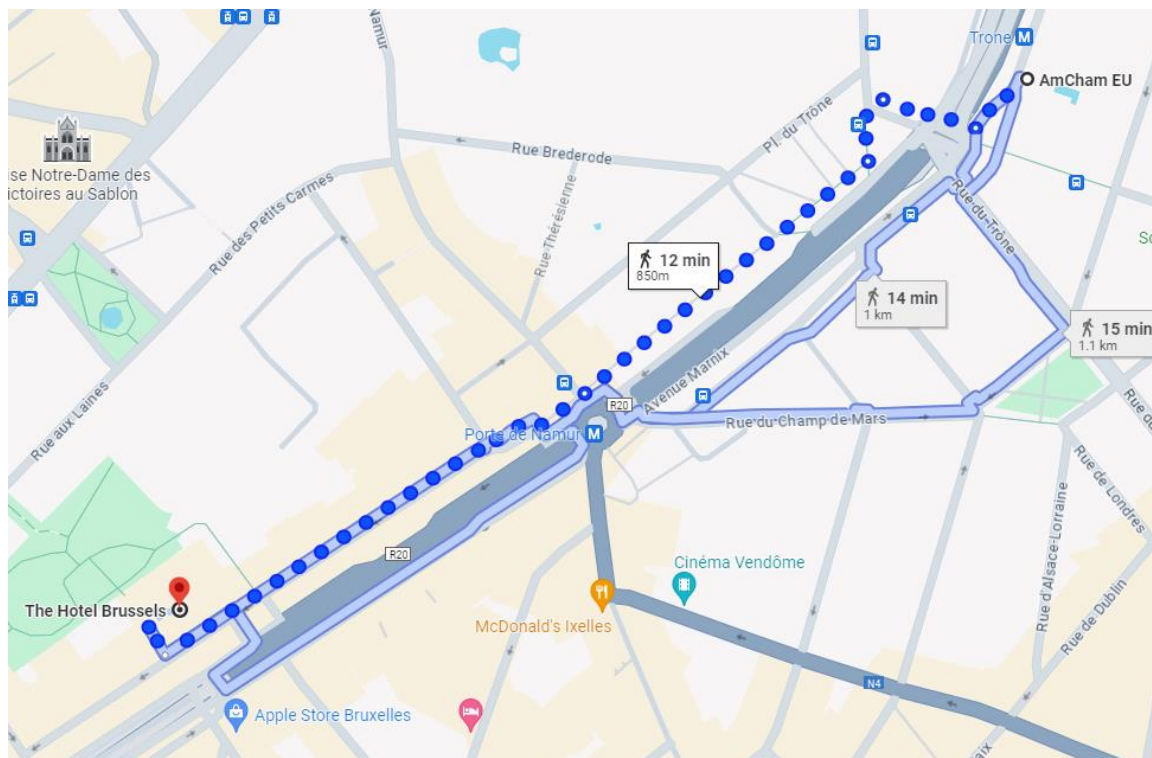 Namur
Trone M
AmCham EU
Pl. du Trône
Rue Brederode
se Notre-Dame des
ictoires au Sablon
Rue des Petits Carmes
Rue Thérésienne
Rue du Trône
12 min
850m
14 min
1 km
15 min
1.1 km
Rue aux Laines
Avenue Marnix
R20
Porte de Namur M
Rue du Champ de Mars
Rue de Londres
R20
Rue d'Alsace-Lorraine
Rue de Dublin
Cinéma Vendôme
The Hotel Brussels
McDonald's Ixelles
N4
Apple Store Bruxelles
aix